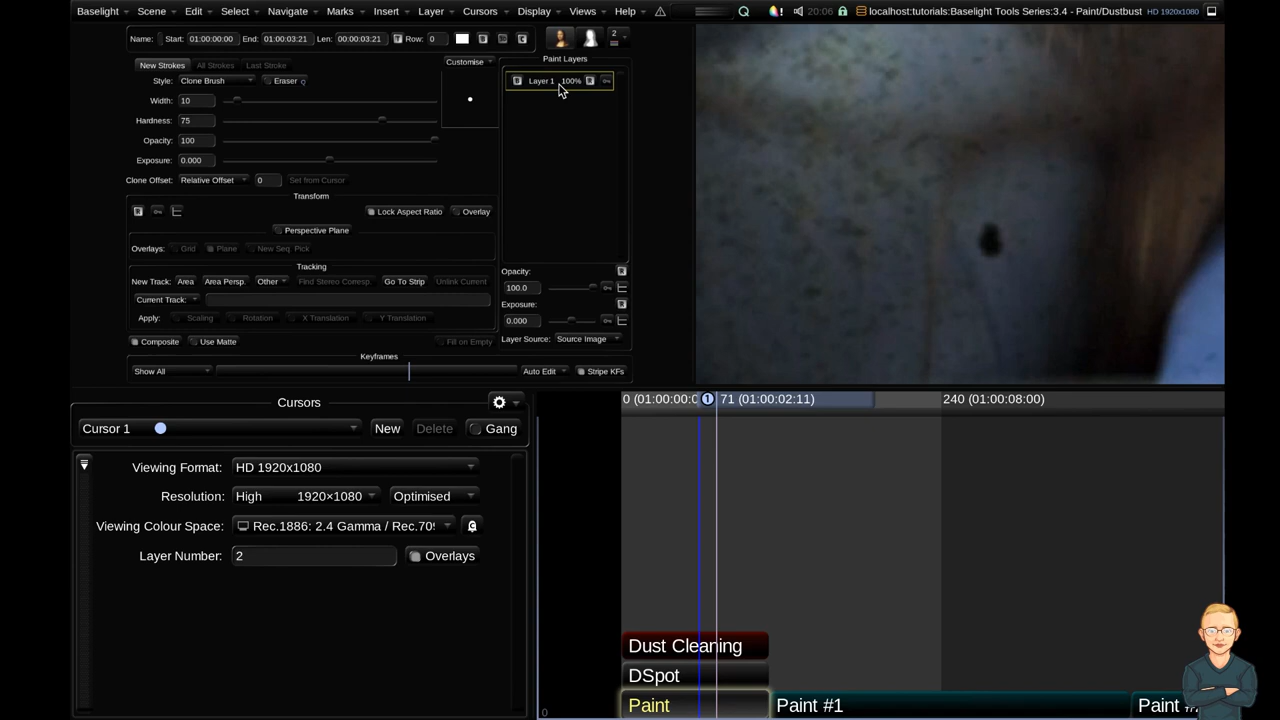 Baselight Scene Edit Select Navigate Marks Insert Layer Cursors Display Views Help 20:06 localhost:tutorials:Baselight Tools Series:3.4 - Paint/Dustbust HD 1920x1080
Name: Start: 01:00:00:00 End: 01:00:03:21 Len: 00:00:03:21 Row: 0 2
New Strokes All Strokes Last Stroke Customise Paint Layers
Style: Clone Brush Eraser Layer 1 100%
Width: 10
Hardness: 75
Opacity: 100
Exposure: 0.000
Clone Offset: Relative Offset 0 Set from Cursor
Transform
Lock Aspect Ratio Overlay
Perspective Plane
Overlays: Grid Plane New Seq. Pick
Tracking
New Track: Area Area Persp. Other Find Stereo Corresp. Go To Strip Unlink Current
Current Track:
Apply: Scaling Rotation X Translation Y Translation
Composite Use Matte Fill on Empty
Keyframes
Show All Auto Edit Stripe KFs
Opacity:
100.0
Exposure:
0.000
Layer Source: Source Image
Cursors
Cursor 1 New Delete Gang
Viewing Format: HD 1920x1080
Resolution: High 1920×1080 Optimised
Viewing Colour Space: Rec.1886: 2.4 Gamma / Rec.709
Layer Number: 2 Overlays
0 (01:00:00:0 1 71 (01:00:02:11) 240 (01:00:08:00)
Dust Cleaning
DSpot
Paint Paint #1 Paint #
0